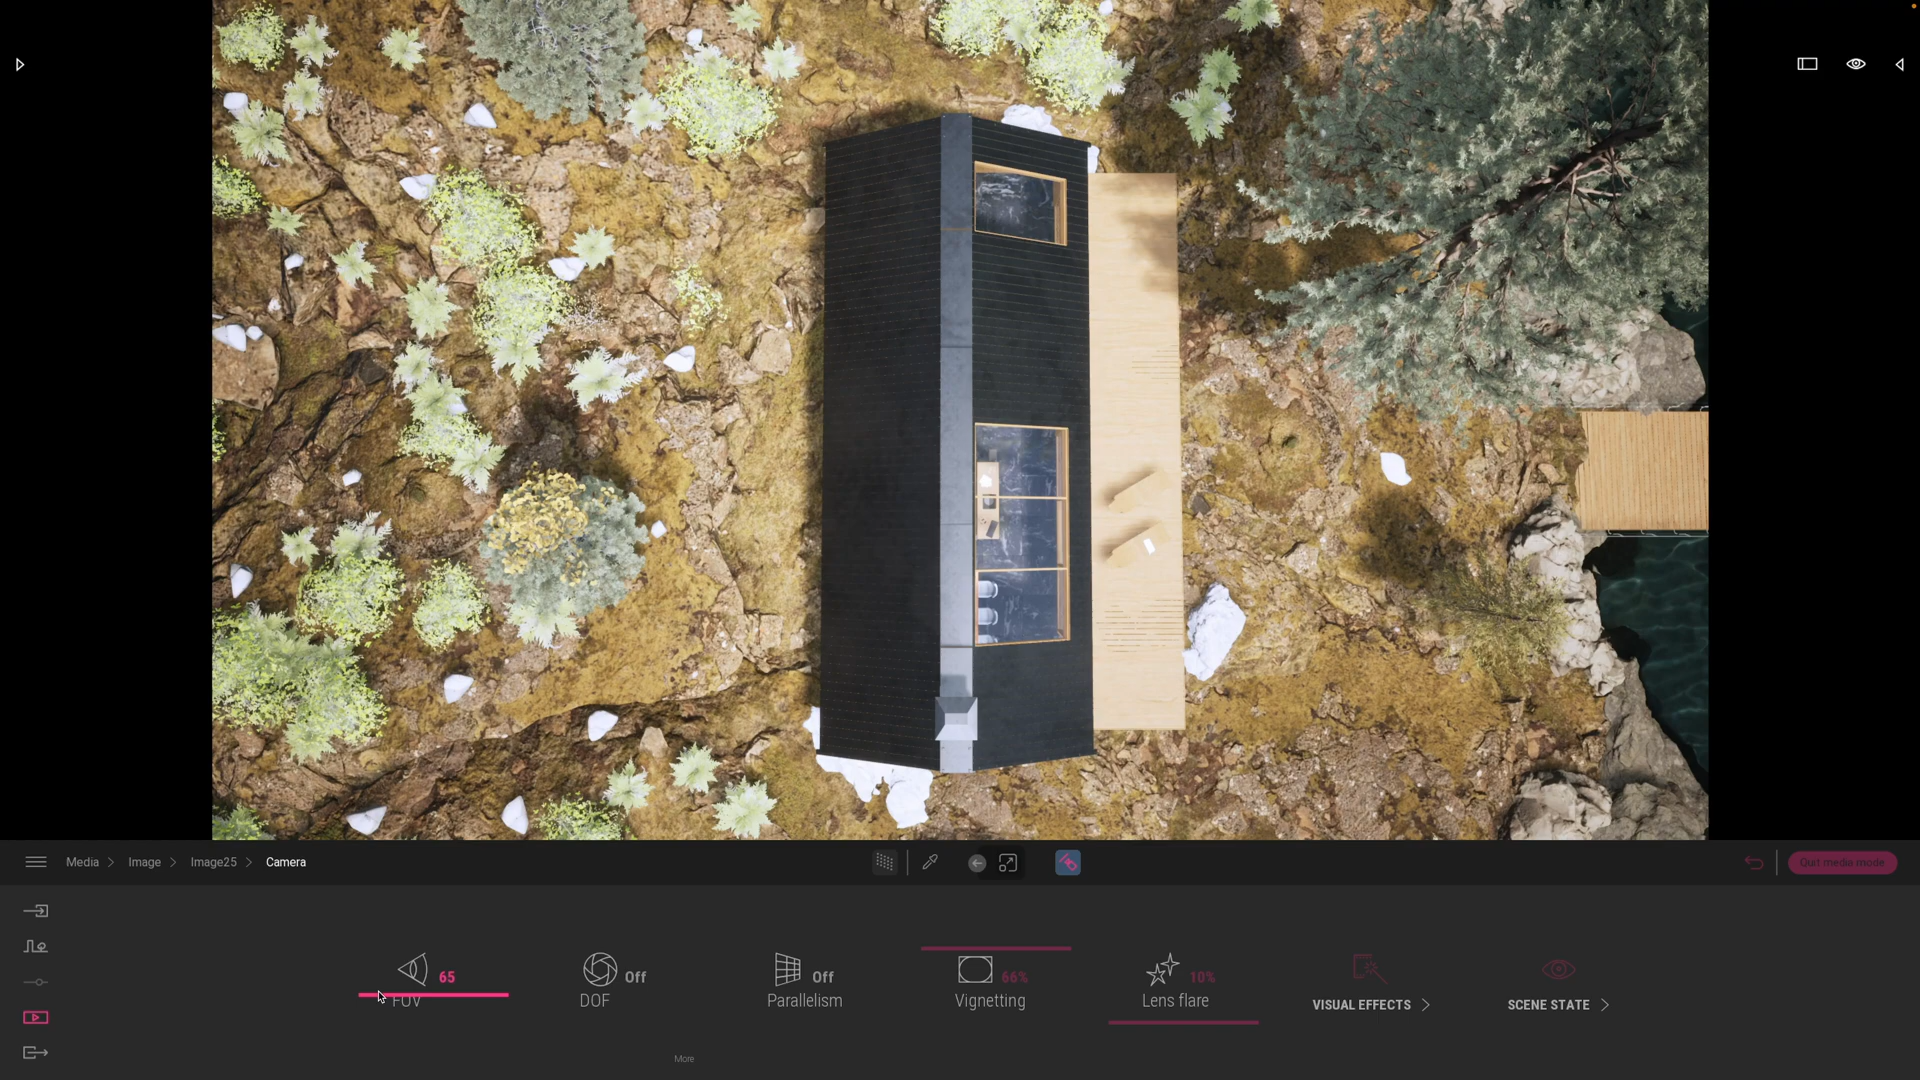 Media
Image
Image25
Camera
Quit media mode
65
FOV
Off
DOF
Off
Parallelism
66%
Vignetting
10%
Lens flare
VISUAL EFFECTS
SCENE STATE
More